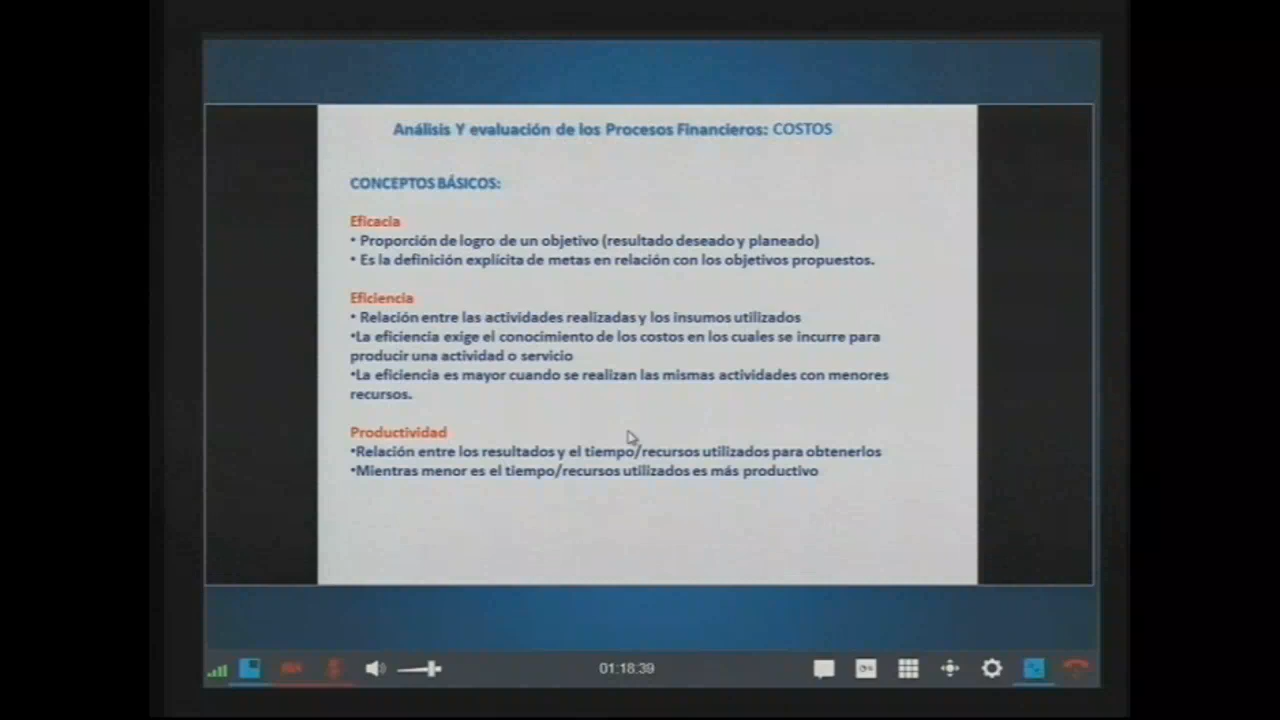 Análisis Y evaluación de los Procesos Financieros: COSTOS
CONCEPTOS BÁSICOS:
Eficacia
• Proporción de logro de un objetivo (resultado deseado y planeado)
• Es la definición explícita de metas en relación con los objetivos propuestos.
Eficiencia
• Relación entre las actividades realizadas y los insumos utilizados
•La eficiencia exige el conocimiento de los costos en los cuales se incurre para
producir una actividad o servicio
•La eficiencia es mayor cuando se realizan las mismas actividades con menores
recursos.
Productividad
•Relación entre los resultados y el tiempo/recursos utilizados para obtenerlos
•Mientras menor es el tiempo/recursos utilizados es más productivo
01:18:39